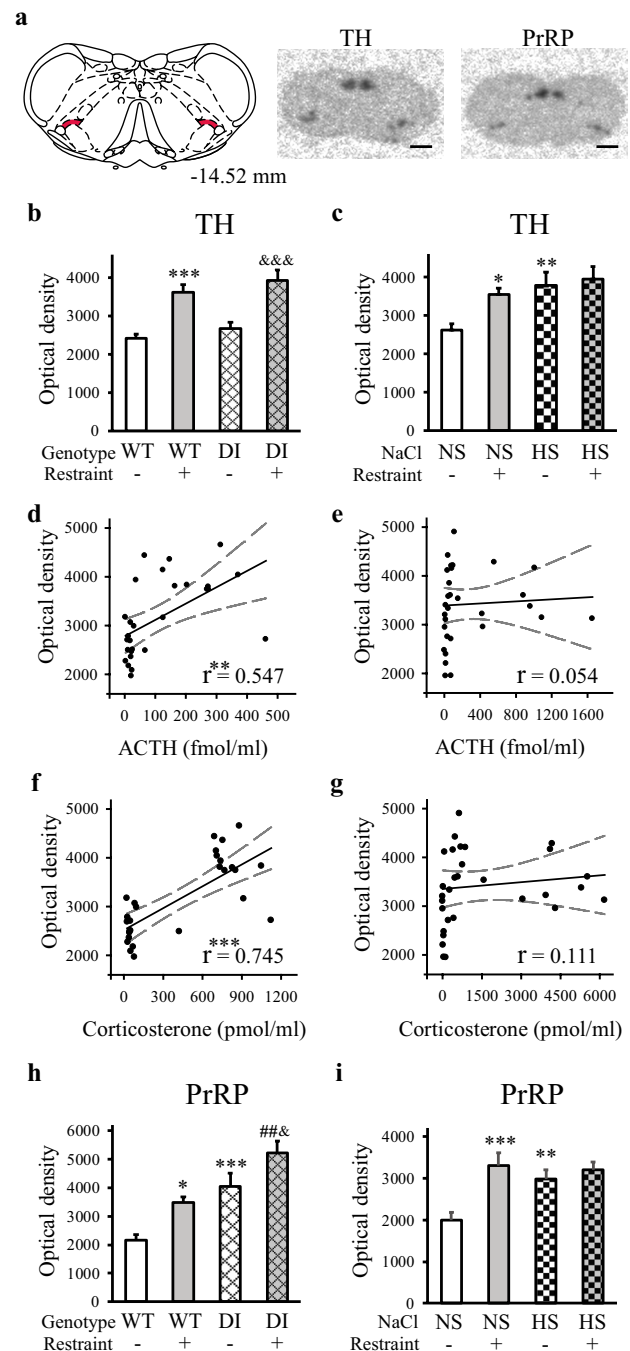 a
TH PrRP
-14.52 mm
b TH
Optical density
4000
3000
2000
1000
0
*** &&&
Genotype WT WT DI DI
Restraint - + - +
c TH
Optical density
5000
4000
3000
2000
1000
0
* **
NaCl NS NS HS HS
Restraint - + - +
d
Optical density
5000
4000
3000
2000
**
r = 0.547
0 100 200 300 400 500
ACTH (fmol/ml)
e
Optical density
5000
4000
3000
2000
r = 0.054
0 400 800 1200 1600
ACTH (fmol/ml)
f
Optical density
5000
4000
3000
2000
***
r = 0.745
0 300 600 900 1200
Corticosterone (pmol/ml)
g
Optical density
5000
4000
3000
2000
r = 0.111
0 1500 3000 4500 6000
Corticosterone (pmol/ml)
h PrRP
Optical density
6000
5000
4000
3000
2000
1000
0
* *** ##&
Genotype WT WT DI DI
Restraint - + - +
i PrRP
Optical density
4000
3000
2000
1000
0
*** **
NaCl NS NS HS HS
Restraint - + - +